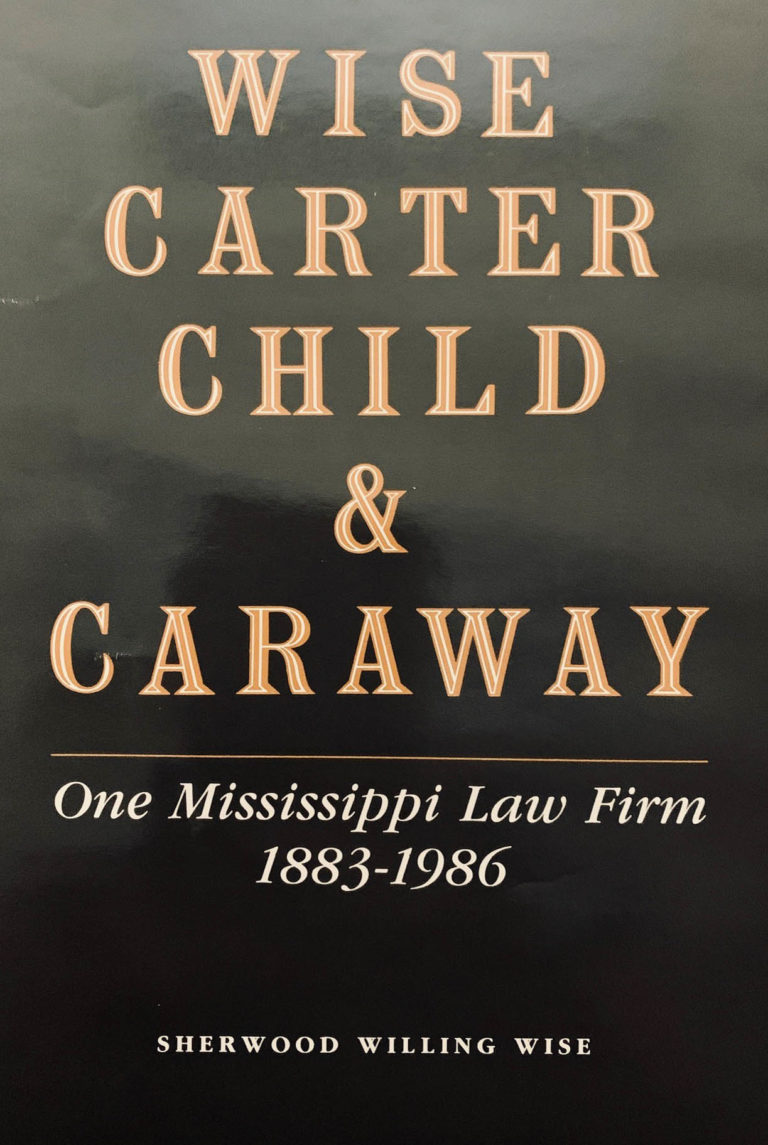 WISE
CARTER
CHILD
&
CARAWAY
One Mississippi Law Firm
1883-1986
SHERWOOD WILLING WISE